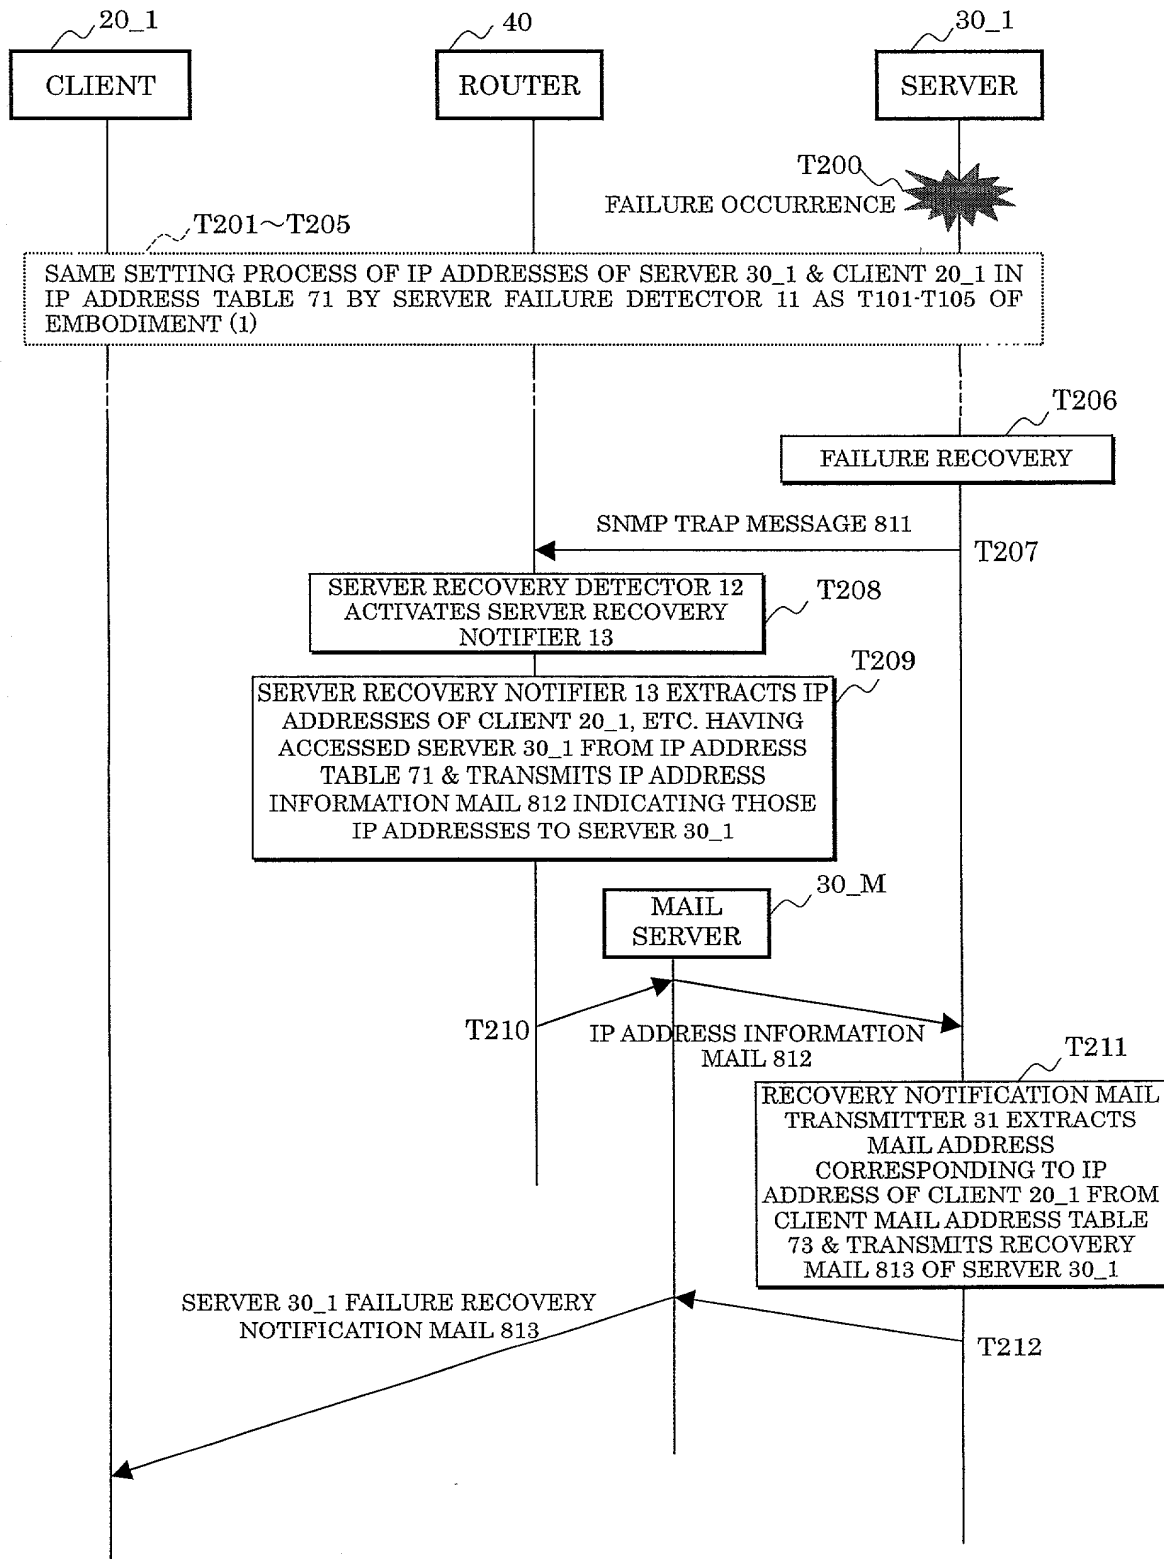 20_1
40
30_1
CLIENT
ROUTER
SERVER
T200
FAILURE OCCURRENCE
T201～T205
SAME SETTING PROCESS OF IP ADDRESSES OF SERVER 30_1 & CLIENT 20_1 IN
IP ADDRESS TABLE 71 BY SERVER FAILURE DETECTOR 11 AS T101-T105 OF
EMBODIMENT (1)
T206
FAILURE RECOVERY
SNMP TRAP MESSAGE 811
T207
SERVER RECOVERY DETECTOR 12
ACTIVATES SERVER RECOVERY
NOTIFIER 13
T208
T209
SERVER RECOVERY NOTIFIER 13 EXTRACTS IP
ADDRESSES OF CLIENT 20_1, ETC. HAVING
ACCESSED SERVER 30_1 FROM IP ADDRESS
TABLE 71 & TRANSMITS IP ADDRESS
INFORMATION MAIL 812 INDICATING THOSE
IP ADDRESSES TO SERVER 30_1
30_M
MAIL
SERVER
T210
IP ADDRESS INFORMATION
MAIL 812
T211
RECOVERY NOTIFICATION MAIL
TRANSMITTER 31 EXTRACTS
MAIL ADDRESS
CORRESPONDING TO IP
ADDRESS OF CLIENT 20_1 FROM
CLIENT MAIL ADDRESS TABLE
73 & TRANSMITS RECOVERY
MAIL 813 OF SERVER 30_1
SERVER 30_1 FAILURE RECOVERY
NOTIFICATION MAIL 813
T212